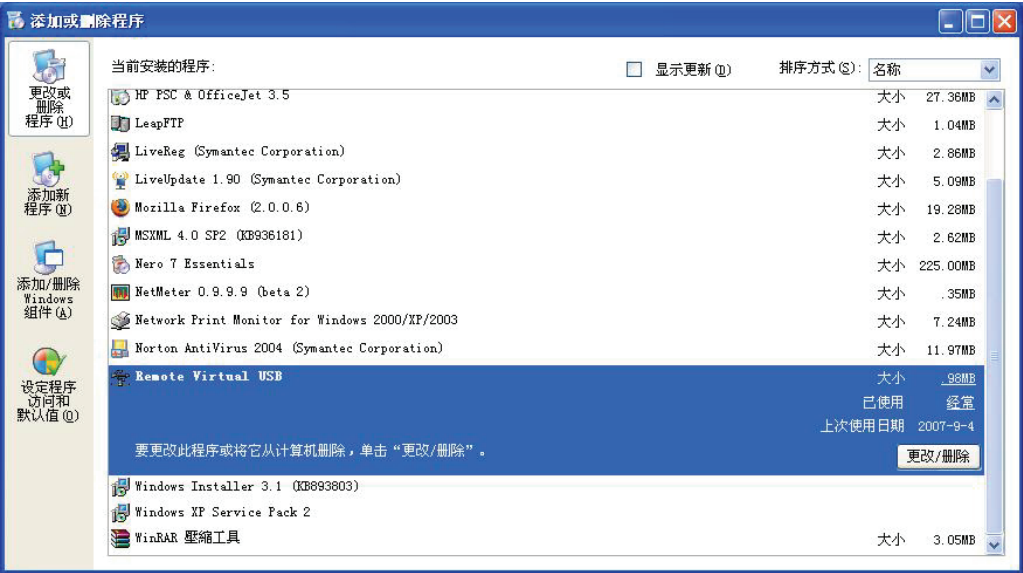 添加或删除程序
更改或
删除
程序(H)
添加新
程序(N)
添加/删除
Windows
组件(A)
设定程序
访问和
默认值(O)
当前安装的程序: 显示更新(D) 排序方式(S): 名称
HP PSC & OfficeJet 3.5 大小 27.36MB
LeapFTP 大小 1.04MB
LiveReg (Symantec Corporation) 大小 2.86MB
LiveUpdate 1.90 (Symantec Corporation) 大小 5.09MB
Mozilla Firefox (2.0.0.6) 大小 19.28MB
MSXML 4.0 SP2 (KB936181) 大小 2.62MB
Nero 7 Essentials 大小 225.00MB
NetMeter 0.9.9.9 (beta 2) 大小 .35MB
Network Print Monitor for Windows 2000/XP/2003 大小 7.24MB
Norton AntiVirus 2004 (Symantec Corporation) 大小 11.97MB
Remote Virtual USB 大小 .98MB
已使用 经常
上次使用日期 2007-9-4
要更改此程序或将它从计算机删除，单击“更改/删除”。 更改/删除
Windows Installer 3.1 (KB893803)
Windows XP Service Pack 2
WinRAR 壓縮工具 大小 3.05MB